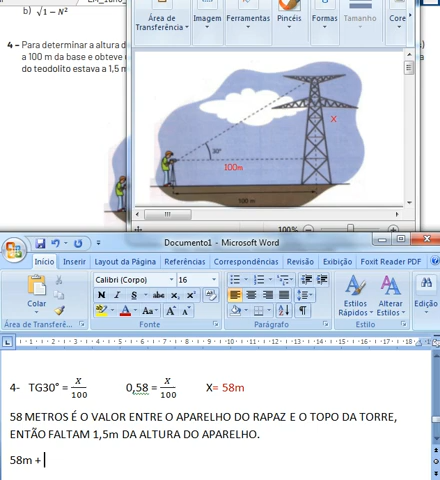 b) √1 − N²
4 – Para determinar a altura d
a 100 m da base e obteve
do teodolito estava a 1,5 m
Área de Transferência
Imagem
Ferramentas
Pincéis
Formas
Tamanho
Core
X
30°
100m
100 m
100%
Documento1 - Microsoft Word
Início Inserir Layout da Página Referências Correspondências Revisão Exibição Foxit Reader PDF
Colar
Calibri (Corpo) 16
N I S abe x₂ x²
Aa A A
Estilos Rápidos
Alterar Estilos
Edição
Área de Transferê...
Fonte
Parágrafo
Estilo
4- TG30° = X/100 0,58 = X/100 X= 58m
58 METROS É O VALOR ENTRE O APARELHO DO RAPAZ E O TOPO DA TORRE,
ENTÃO FALTAM 1,5m DA ALTURA DO APARELHO.
58m +